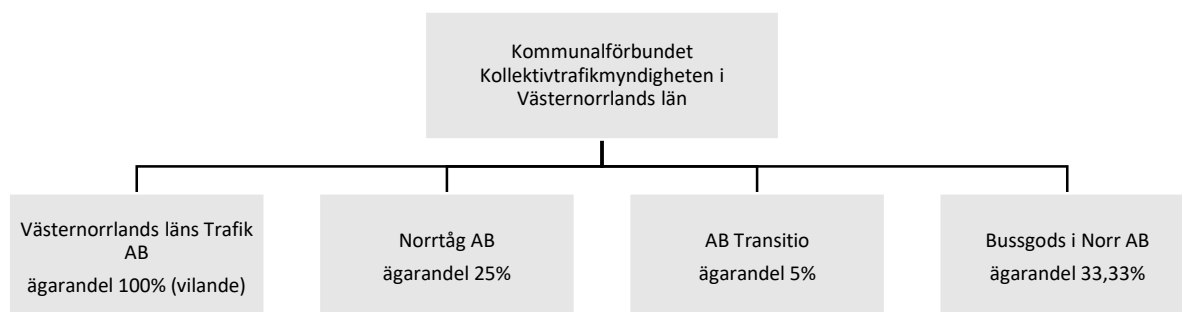 Kommunalförbundet
Kollektivtrafikmyndigheten i
Västernorrlands län
Västernorrlands läns Trafik
AB
ägarandel 100% (vilande)
Norrtåg AB
ägarandel 25%
AB Transitio
ägarandel 5%
Bussgods i Norr AB
ägarandel 33,33%